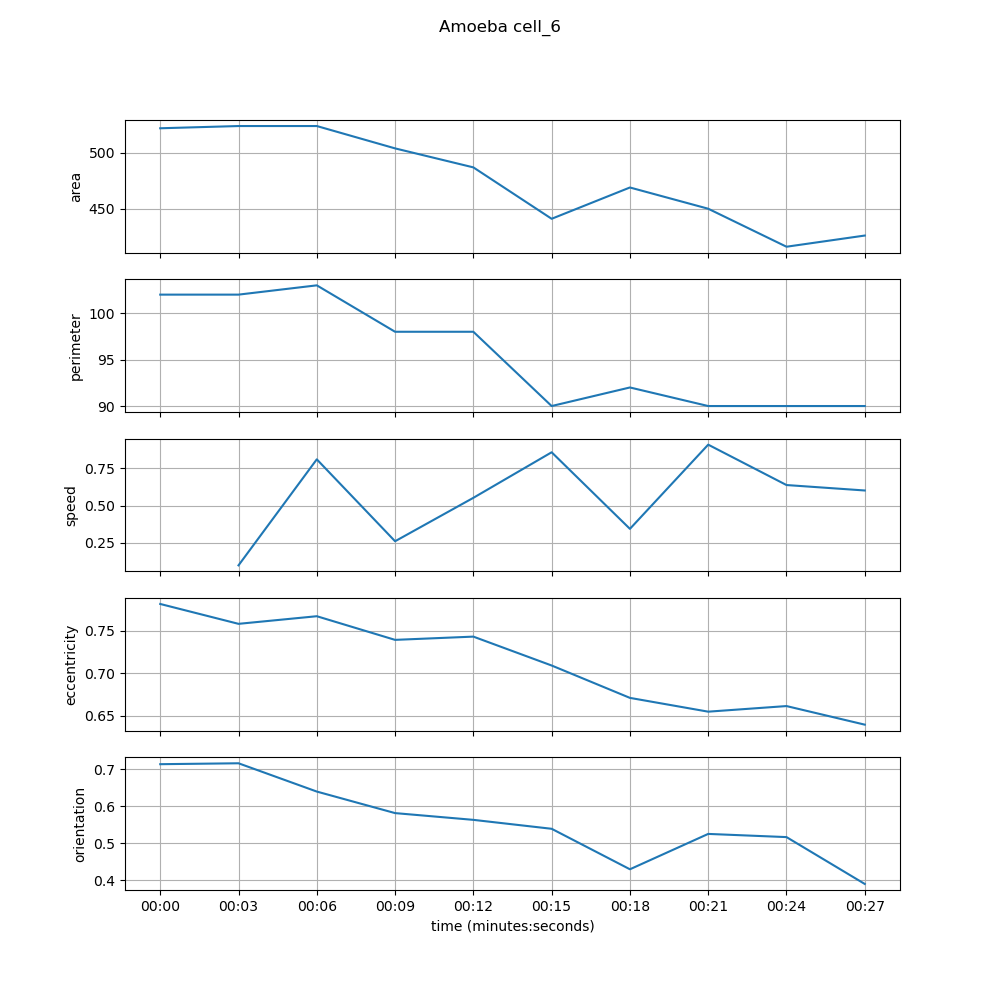 Amoeba cell_6
area
500
450
perimeter
100
95
90
speed
0.75
0.50
0.25
eccentricity
0.75
0.70
0.65
orientation
0.7
0.6
0.5
0.4
00:00 00:03 00:06 00:09 00:12 00:15 00:18 00:21 00:24 00:27
time (minutes:seconds)